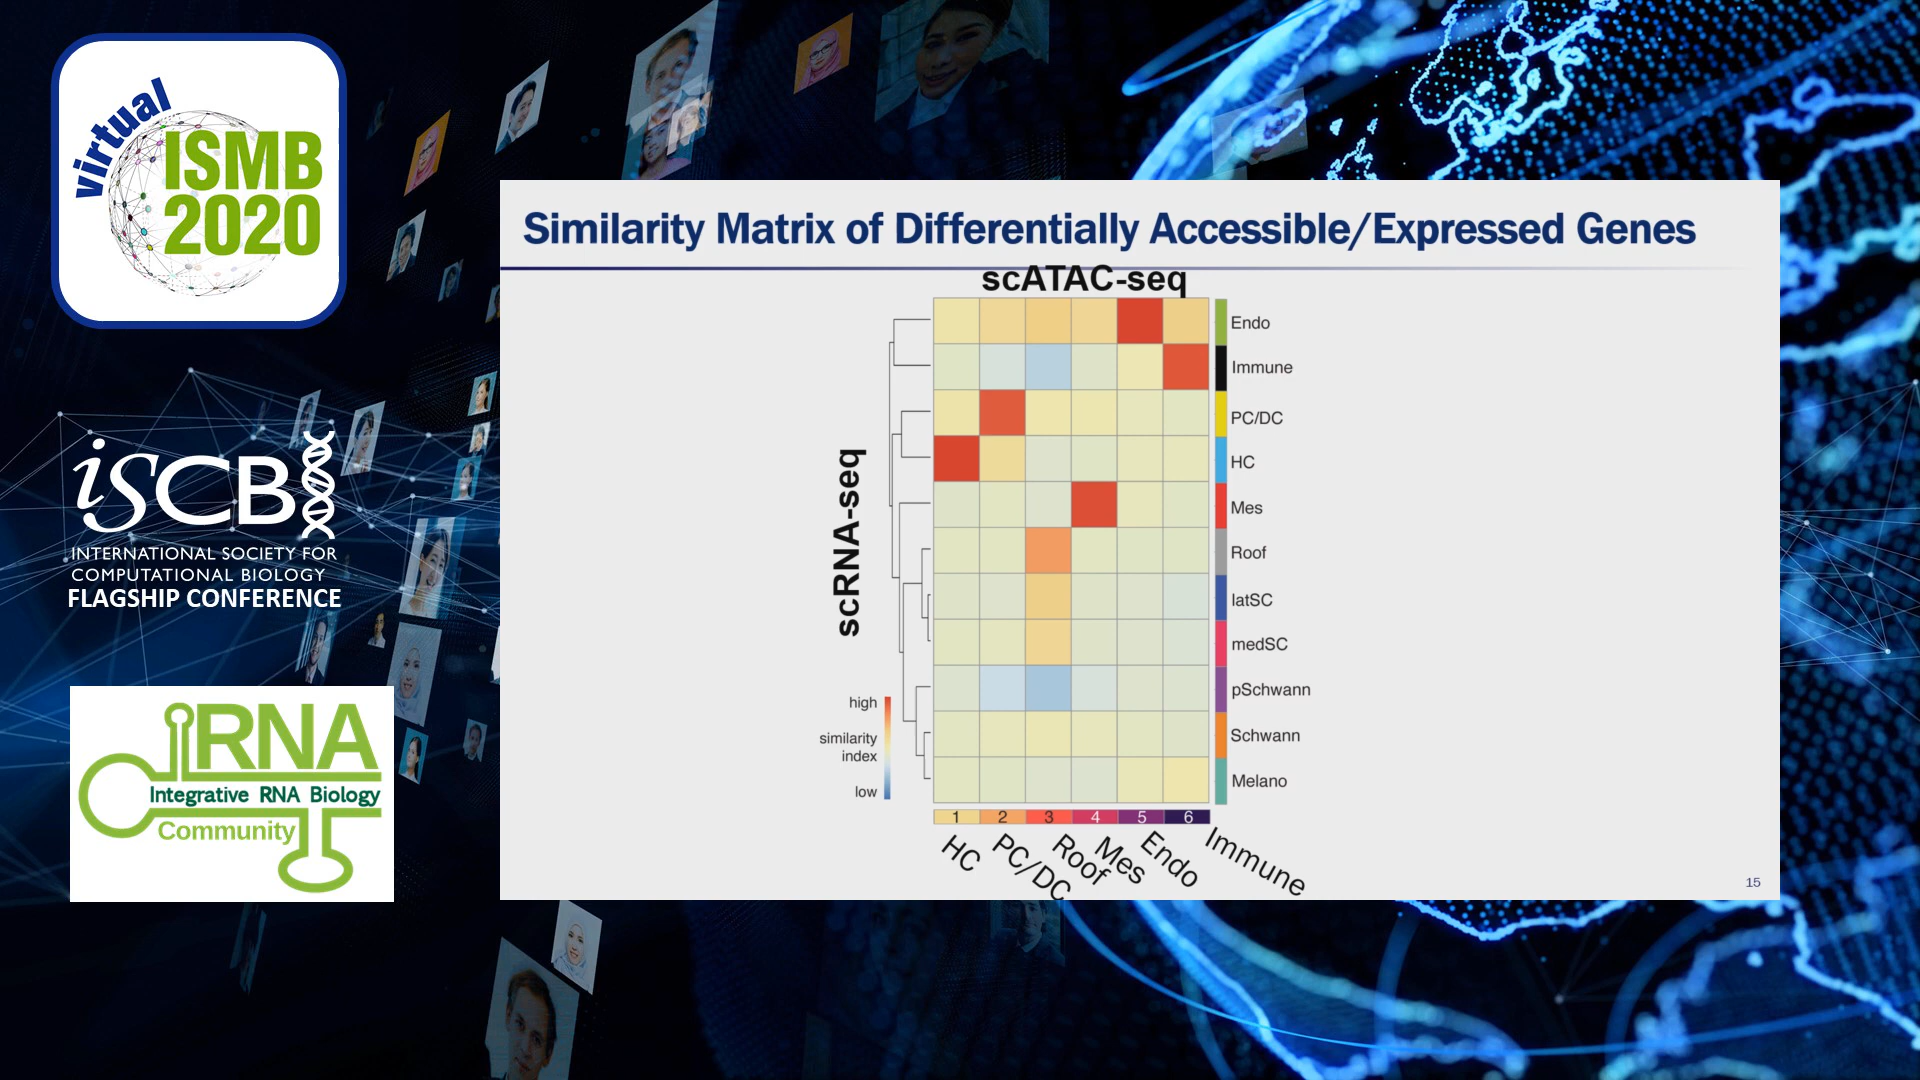 virtual
ISMB
2020
iSCB
INTERNATIONAL SOCIETY FOR
COMPUTATIONAL BIOLOGY
FLAGSHIP CONFERENCE
iRNA
Integrative RNA Biology
Community
Similarity Matrix of Differentially Accessible/Expressed Genes
scATAC-seq
scRNA-seq
Endo
Immune
PC/DC
HC
Mes
Roof
latSC
medSC
pSchwann
Schwann
Melano
high
similarity
index
low
1 2 3 4 5 6
HC PC/DC Roof Mes Endo Immune
15